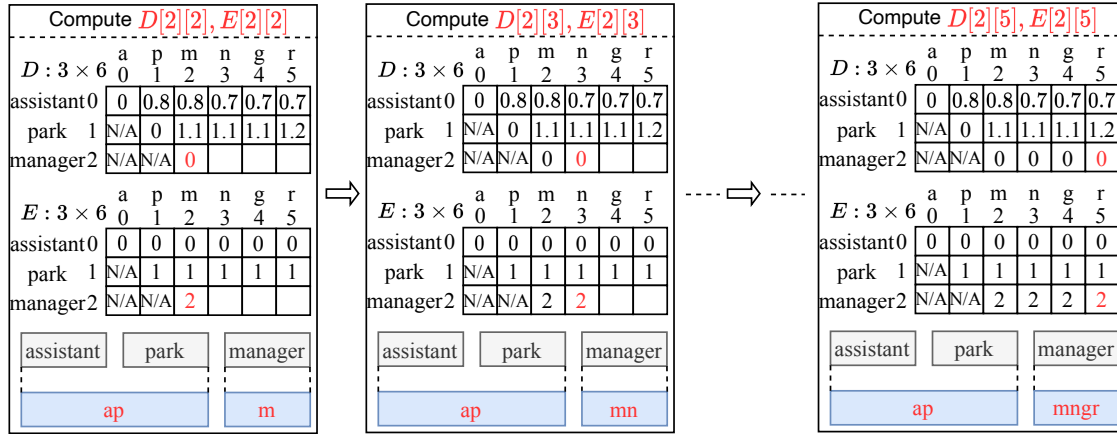 Compute D[2][2], E[2][2]
D : 3 × 6 a p m n g r
0 1 2 3 4 5
assistant 0 0 0.8 0.8 0.7 0.7 0.7
park 1 N/A 0 1.1 1.1 1.1 1.2
manager 2 N/A N/A 0
E : 3 × 6 a p m n g r
0 1 2 3 4 5
assistant 0 0 0 0 0 0 0
park 1 N/A 1 1 1 1 1
manager 2 N/A N/A 2
assistant park manager
ap m
Compute D[2][3], E[2][3]
D : 3 × 6 a p m n g r
0 1 2 3 4 5
assistant 0 0 0.8 0.8 0.7 0.7 0.7
park 1 N/A 0 1.1 1.1 1.1 1.2
manager 2 N/A N/A 0 0
E : 3 × 6 a p m n g r
0 1 2 3 4 5
assistant 0 0 0 0 0 0 0
park 1 N/A 1 1 1 1 1
manager 2 N/A N/A 2 2
assistant park manager
ap mn
Compute D[2][5], E[2][5]
D : 3 × 6 a p m n g r
0 1 2 3 4 5
assistant 0 0 0.8 0.8 0.7 0.7 0.7
park 1 N/A 0 1.1 1.1 1.1 1.2
manager 2 N/A N/A 0 0 0 0
E : 3 × 6 a p m n g r
0 1 2 3 4 5
assistant 0 0 0 0 0 0 0
park 1 N/A 1 1 1 1 1
manager 2 N/A N/A 2 2 2 2
assistant park manager
ap mngr